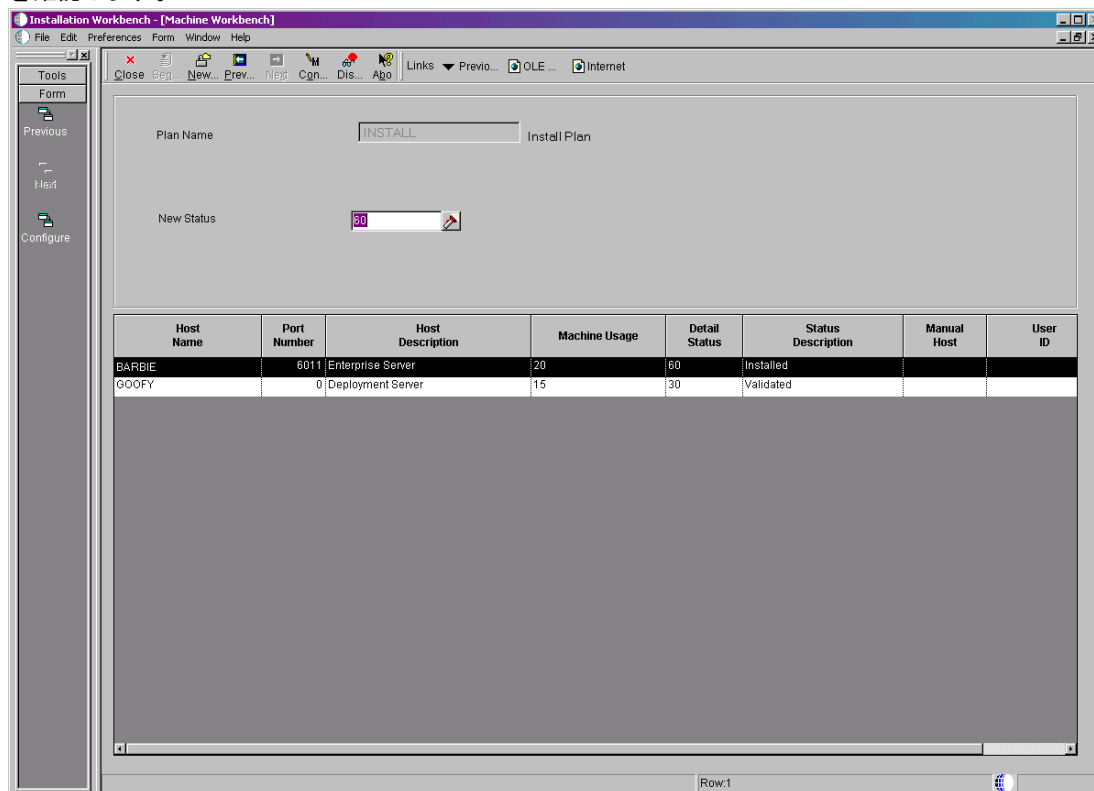 Installation Workbench - [Machine Workbench]
File Edit Preferences Form Window Help
Close New... Prev... Next Con... Dis... Abo Links Previo... OLE ... Internet
Tools
Form
Previous
Next
Configure
Plan Name INSTALL Install Plan
New Status 60
Host Name Port Number Host Description Machine Usage Detail Status Status Description Manual Host User ID
BARBIE 6011 Enterprise Server 20 60 Installed
GOOFY 0 Deployment Server 15 30 Validated
Row:1